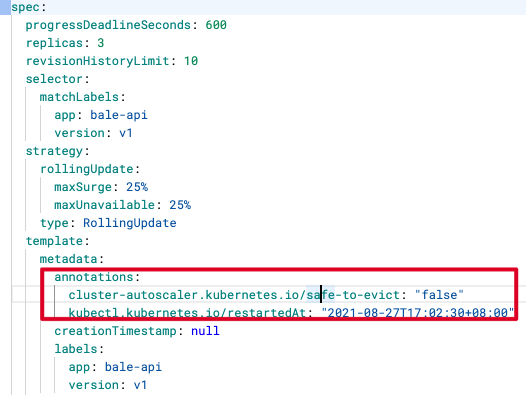 spec:
progressDeadlineSeconds: 600
replicas: 3
revisionHistoryLimit: 10
selector:
matchLabels:
app: bale-api
version: v1
strategy:
rollingUpdate:
maxSurge: 25%
maxUnavailable: 25%
type: RollingUpdate
template:
metadata:
annotations:
cluster-autoscaler.kubernetes.io/safe-to-evict: "false"
kubectl.kubernetes.io/restartedAt: "2021-08-27T17:02:30+08:00"
creationTimestamp: null
labels:
app: bale-api
version: v1